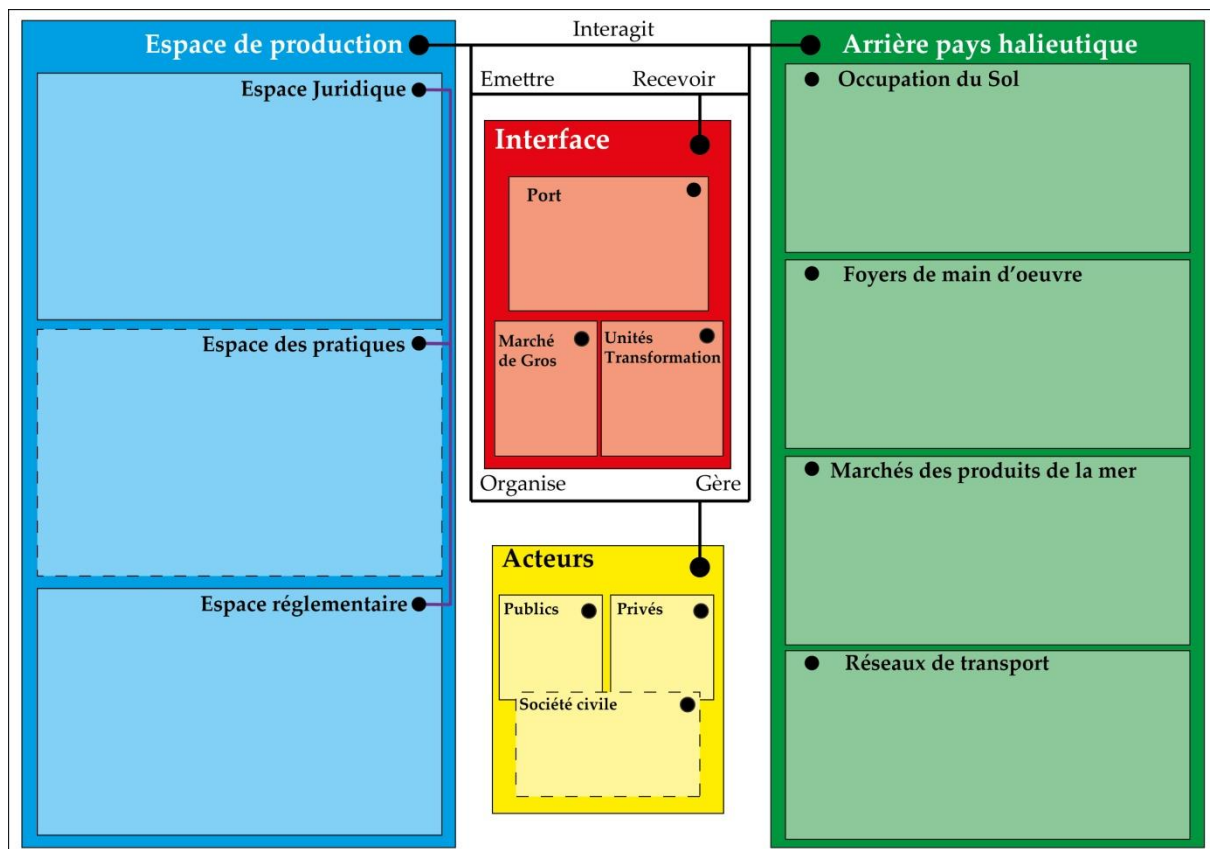 Espace de production
Interagit
Arrière pays halieutique
Espace Juridique
Espace des pratiques
Espace réglementaire
Emettre
Recevoir
Interface
Port
Marché
de Gros
Unités
Transformation
Organise
Gère
Acteurs
Publics
Privés
Société civile
Occupation du Sol
Foyers de main d'oeuvre
Marchés des produits de la mer
Réseaux de transport